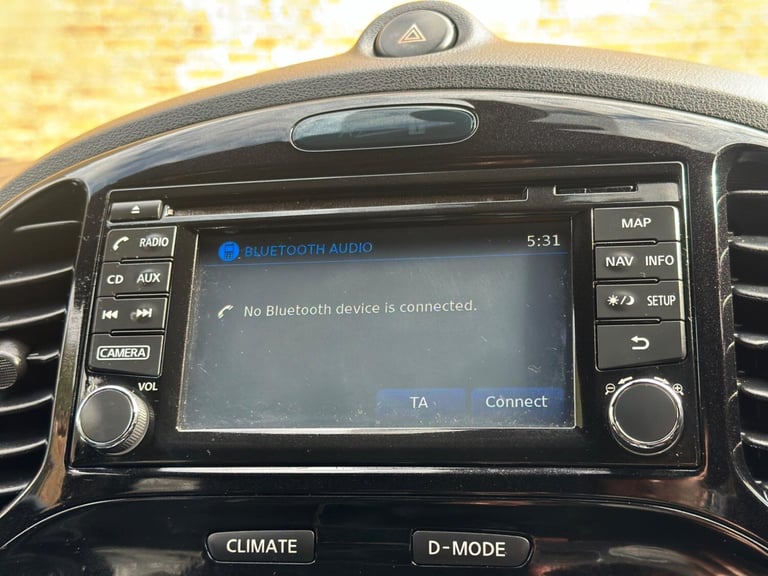 BLUETOOTH AUDIO 5:31
No Bluetooth device is connected.
TA Connect
RADIO
CD AUX
CAMERA
VOL
MAP
NAV INFO
SETUP
CLIMATE D-MODE